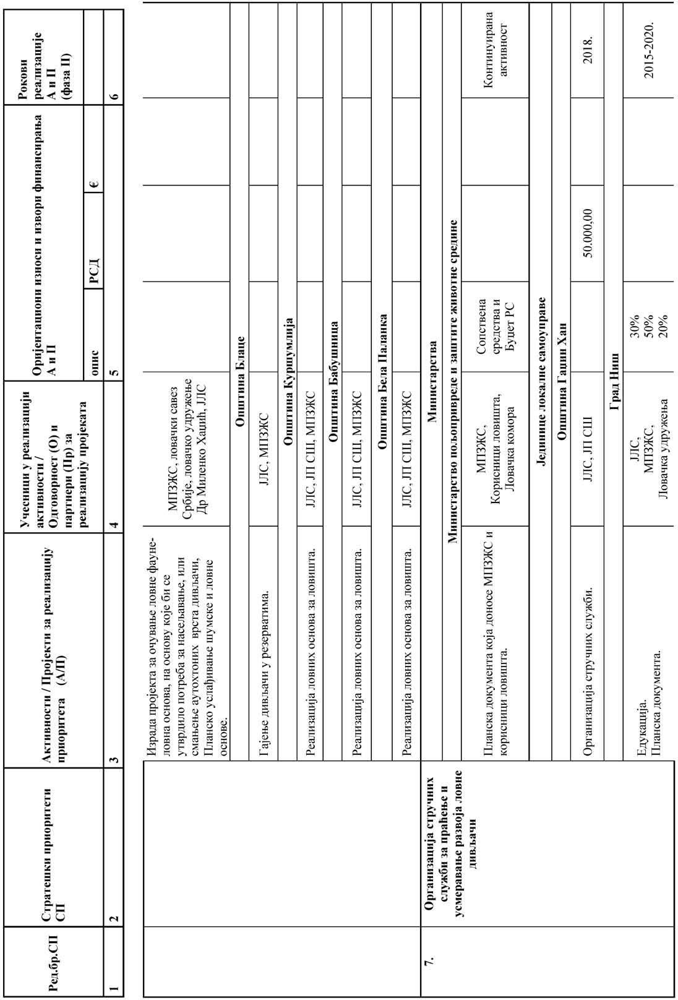 Ред.бр.СП
Стратешки приоритети
СП
Активности / Пројекти за реализацију
приоритета (А/П)
Учесници у реализацији
активности /
Одговорност (О) и
партнери (Пр) за
реализацију пројеката
Оријентациони износи и извори финансирања
А и П
опис
РСД
€
Рокови
реализације
А и П
(фаза II)
1
2
3
4
5
6
Израда пројекта за очување ловне фауне-
ловна основа, на основу које би се
утврдило потреба за насељавање, или
смањење аутохтоних врста дивљачи,
Планско услађивање шумске и ловне
основе.
МПЗЖС, ловачки савез
Србије, ловачко удружење
Др Миленко Хаџић, ЈЛС
Општина Блаце
Гајење дивљачи у резерватима.
ЈЛС, МПЗЖС
Општина Куршумлија
Реализација ловних основа за ловишта.
ЈЛС, ЈП СШ, МПЗЖС
Општина Бабушница
Реализација ловних основа за ловишта.
ЈЛС, ЈП СШ, МПЗЖС
Општина Бела Паланка
Реализација ловних основа за ловишта.
ЈЛС, ЈП СШ, МПЗЖС
7.
Организација стручних
служби за праћење и
усмеравање развоја ловне
дивљачи
Министарства
Министарство пољопривреде и заштите животне средине
Планска документа која доносе МПЗЖС и
корисници ловишта.
МПЗЖС,
Корисници ловишта,
Ловачка комора
Сопствена
средства и
Буџет РС
Континуирана
активност
Јединице локалне самоуправе
Општина Гаџин Хан
Организација стручних служби.
ЈЛС, ЈП СШ
50.000,00
2018.
Град Ниш
Едукација.
Планска документа.
ЈЛС,
МПЗЖС,
Ловачка удружења
30%
50%
20%
2015-2020.